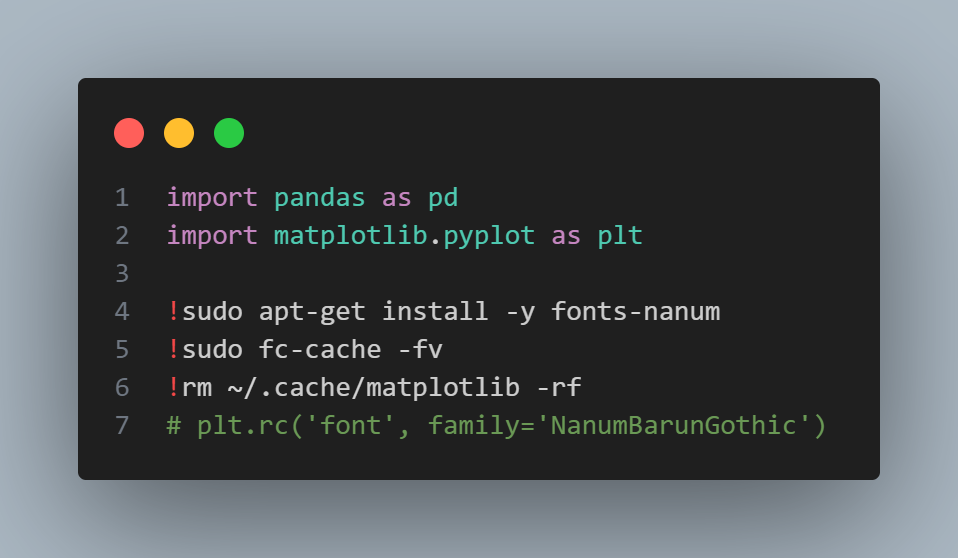 1 import pandas as pd
2 import matplotlib.pyplot as plt
3
4 !sudo apt-get install -y fonts-nanum
5 !sudo fc-cache -fv
6 !rm ~/.cache/matplotlib -rf
7 # plt.rc('font', family='NanumBarunGothic')